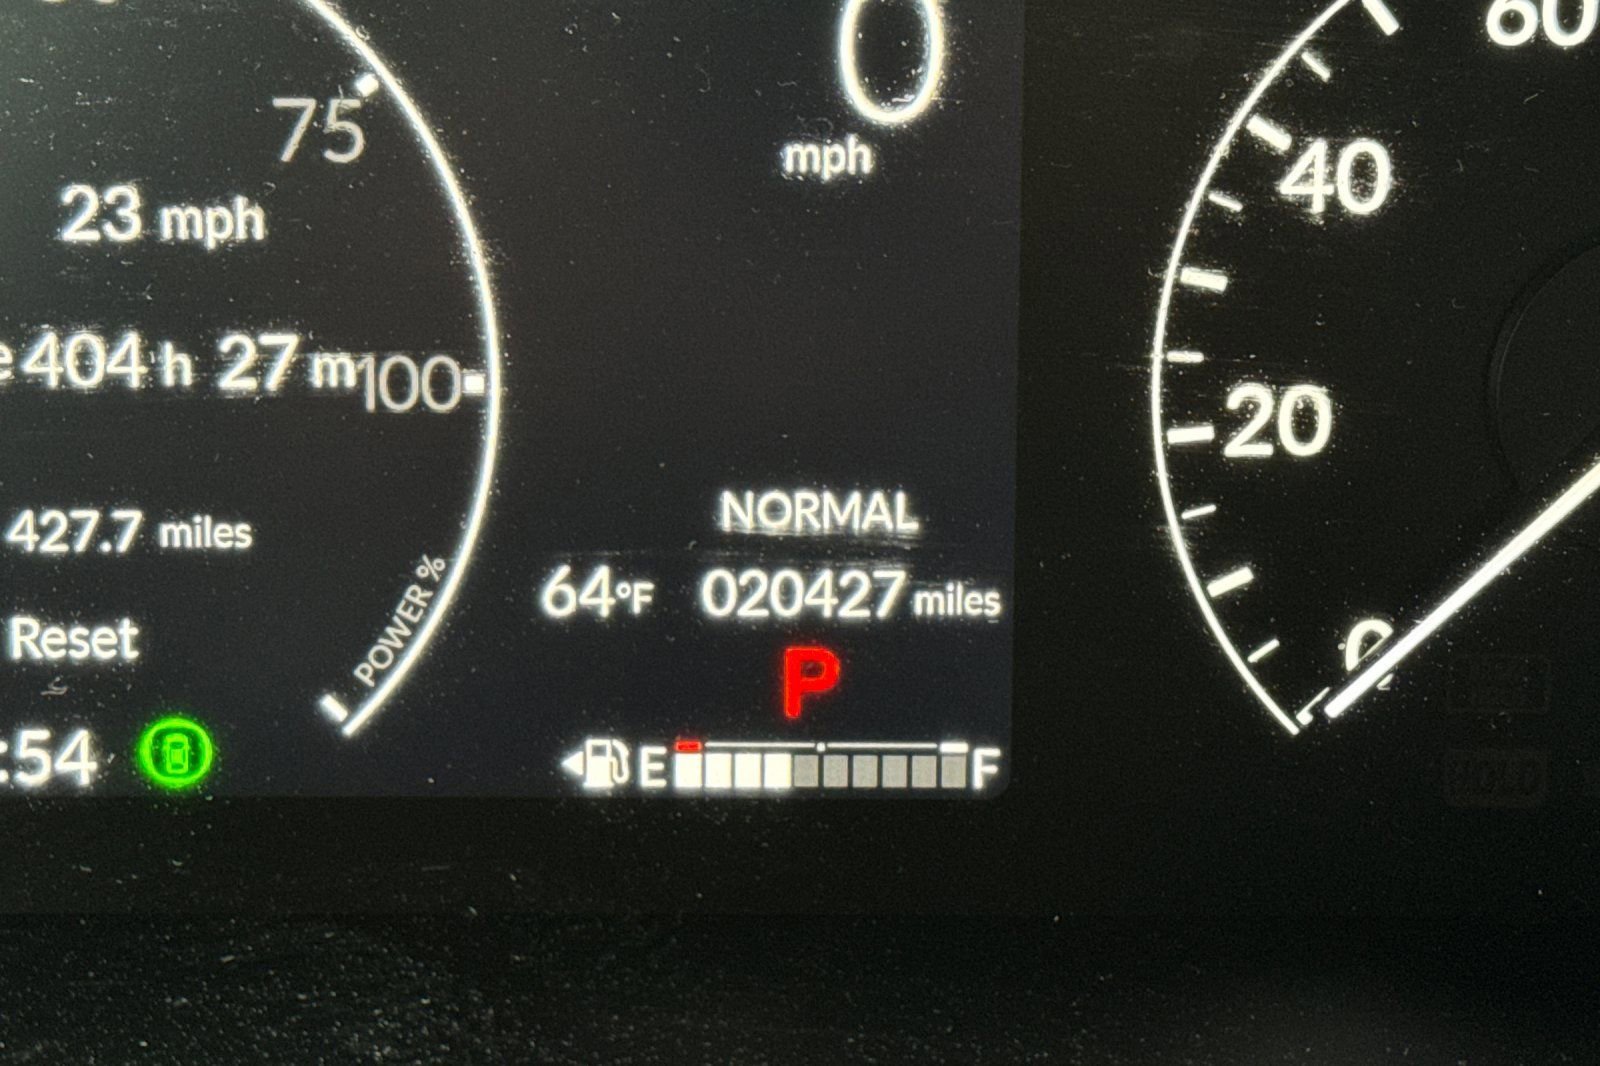 75
0
mph
60
40
23 mph
404 h 27 m
100
20
NORMAL
427.7 miles
64°F 020427 miles
POWER %
Reset
P
0
:54
E F